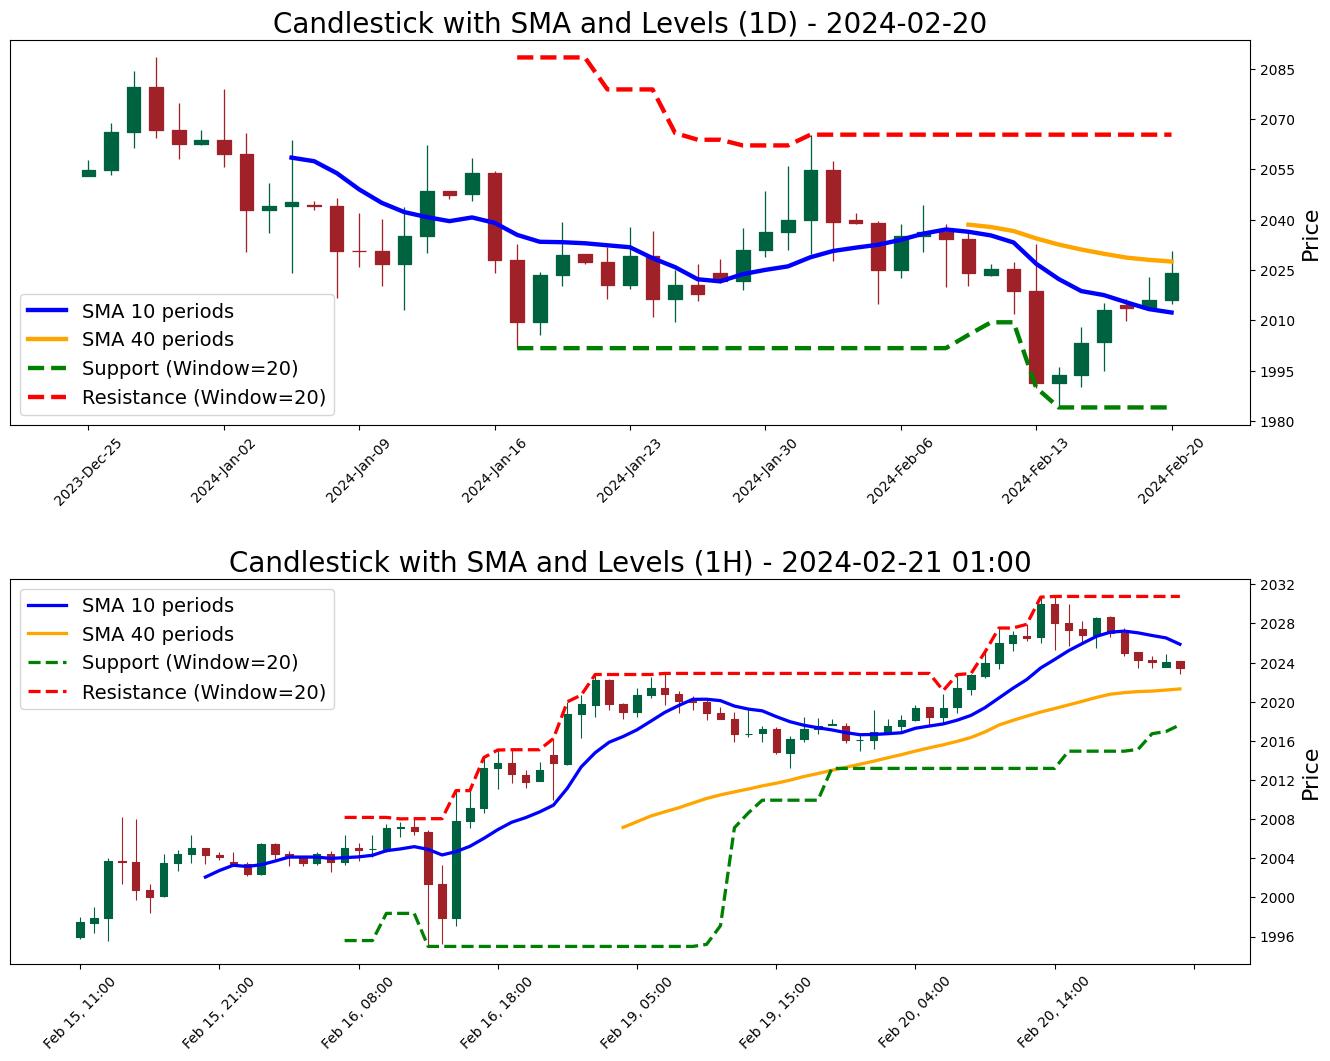 Candlestick with SMA and Levels (1D) - 2024-02-20
SMA 10 periods
SMA 40 periods
Support (Window=20)
Resistance (Window=20)
2085
2070
2055
2040
2025
2010
1995
1980
Price
2023-Dec-25
2024-Jan-02
2024-Jan-09
2024-Jan-16
2024-Jan-23
2024-Jan-30
2024-Feb-06
2024-Feb-13
2024-Feb-20
Candlestick with SMA and Levels (1H) - 2024-02-21 01:00
SMA 10 periods
SMA 40 periods
Support (Window=20)
Resistance (Window=20)
2032
2028
2024
2020
2016
2012
2008
2004
2000
1996
Price
Feb 15, 11:00
Feb 15, 21:00
Feb 16, 08:00
Feb 16, 18:00
Feb 19, 05:00
Feb 19, 15:00
Feb 20, 04:00
Feb 20, 14:00